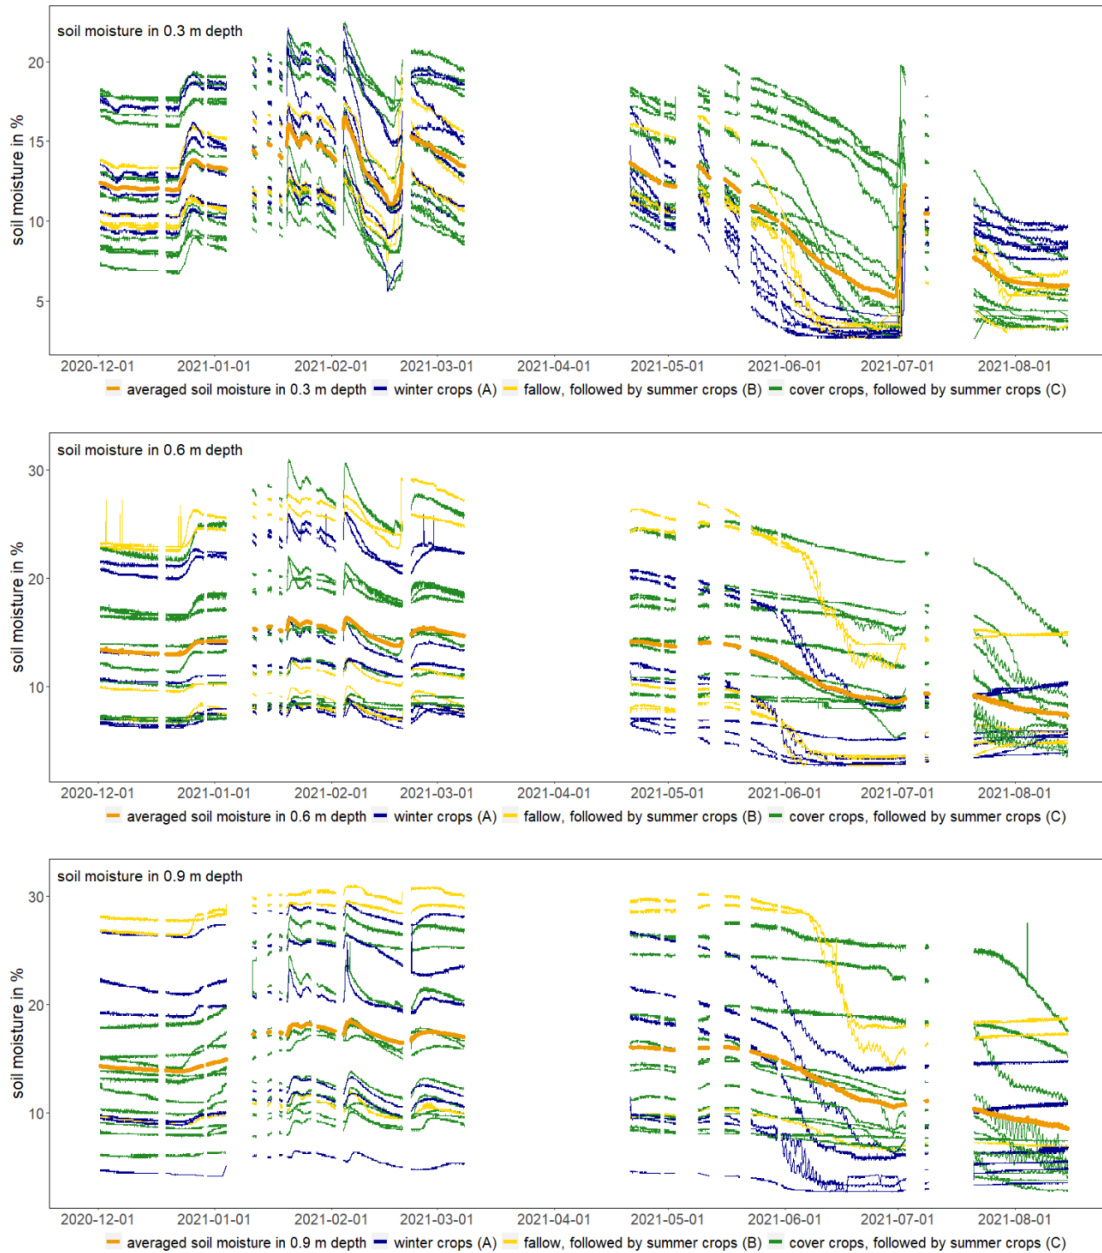 soil moisture in 0.3 m depth
soil moisture in %
20
15
10
5
2020-12-01 2021-01-01 2021-02-01 2021-03-01 2021-04-01 2021-05-01 2021-06-01 2021-07-01 2021-08-01
averaged soil moisture in 0.3 m depth winter crops (A) fallow, followed by summer crops (B) cover crops, followed by summer crops (C)
soil moisture in 0.6 m depth
soil moisture in %
30
20
10
2020-12-01 2021-01-01 2021-02-01 2021-03-01 2021-04-01 2021-05-01 2021-06-01 2021-07-01 2021-08-01
averaged soil moisture in 0.6 m depth winter crops (A) fallow, followed by summer crops (B) cover crops, followed by summer crops (C)
soil moisture in 0.9 m depth
soil moisture in %
30
20
10
2020-12-01 2021-01-01 2021-02-01 2021-03-01 2021-04-01 2021-05-01 2021-06-01 2021-07-01 2021-08-01
averaged soil moisture in 0.9 m depth winter crops (A) fallow, followed by summer crops (B) cover crops, followed by summer crops (C)